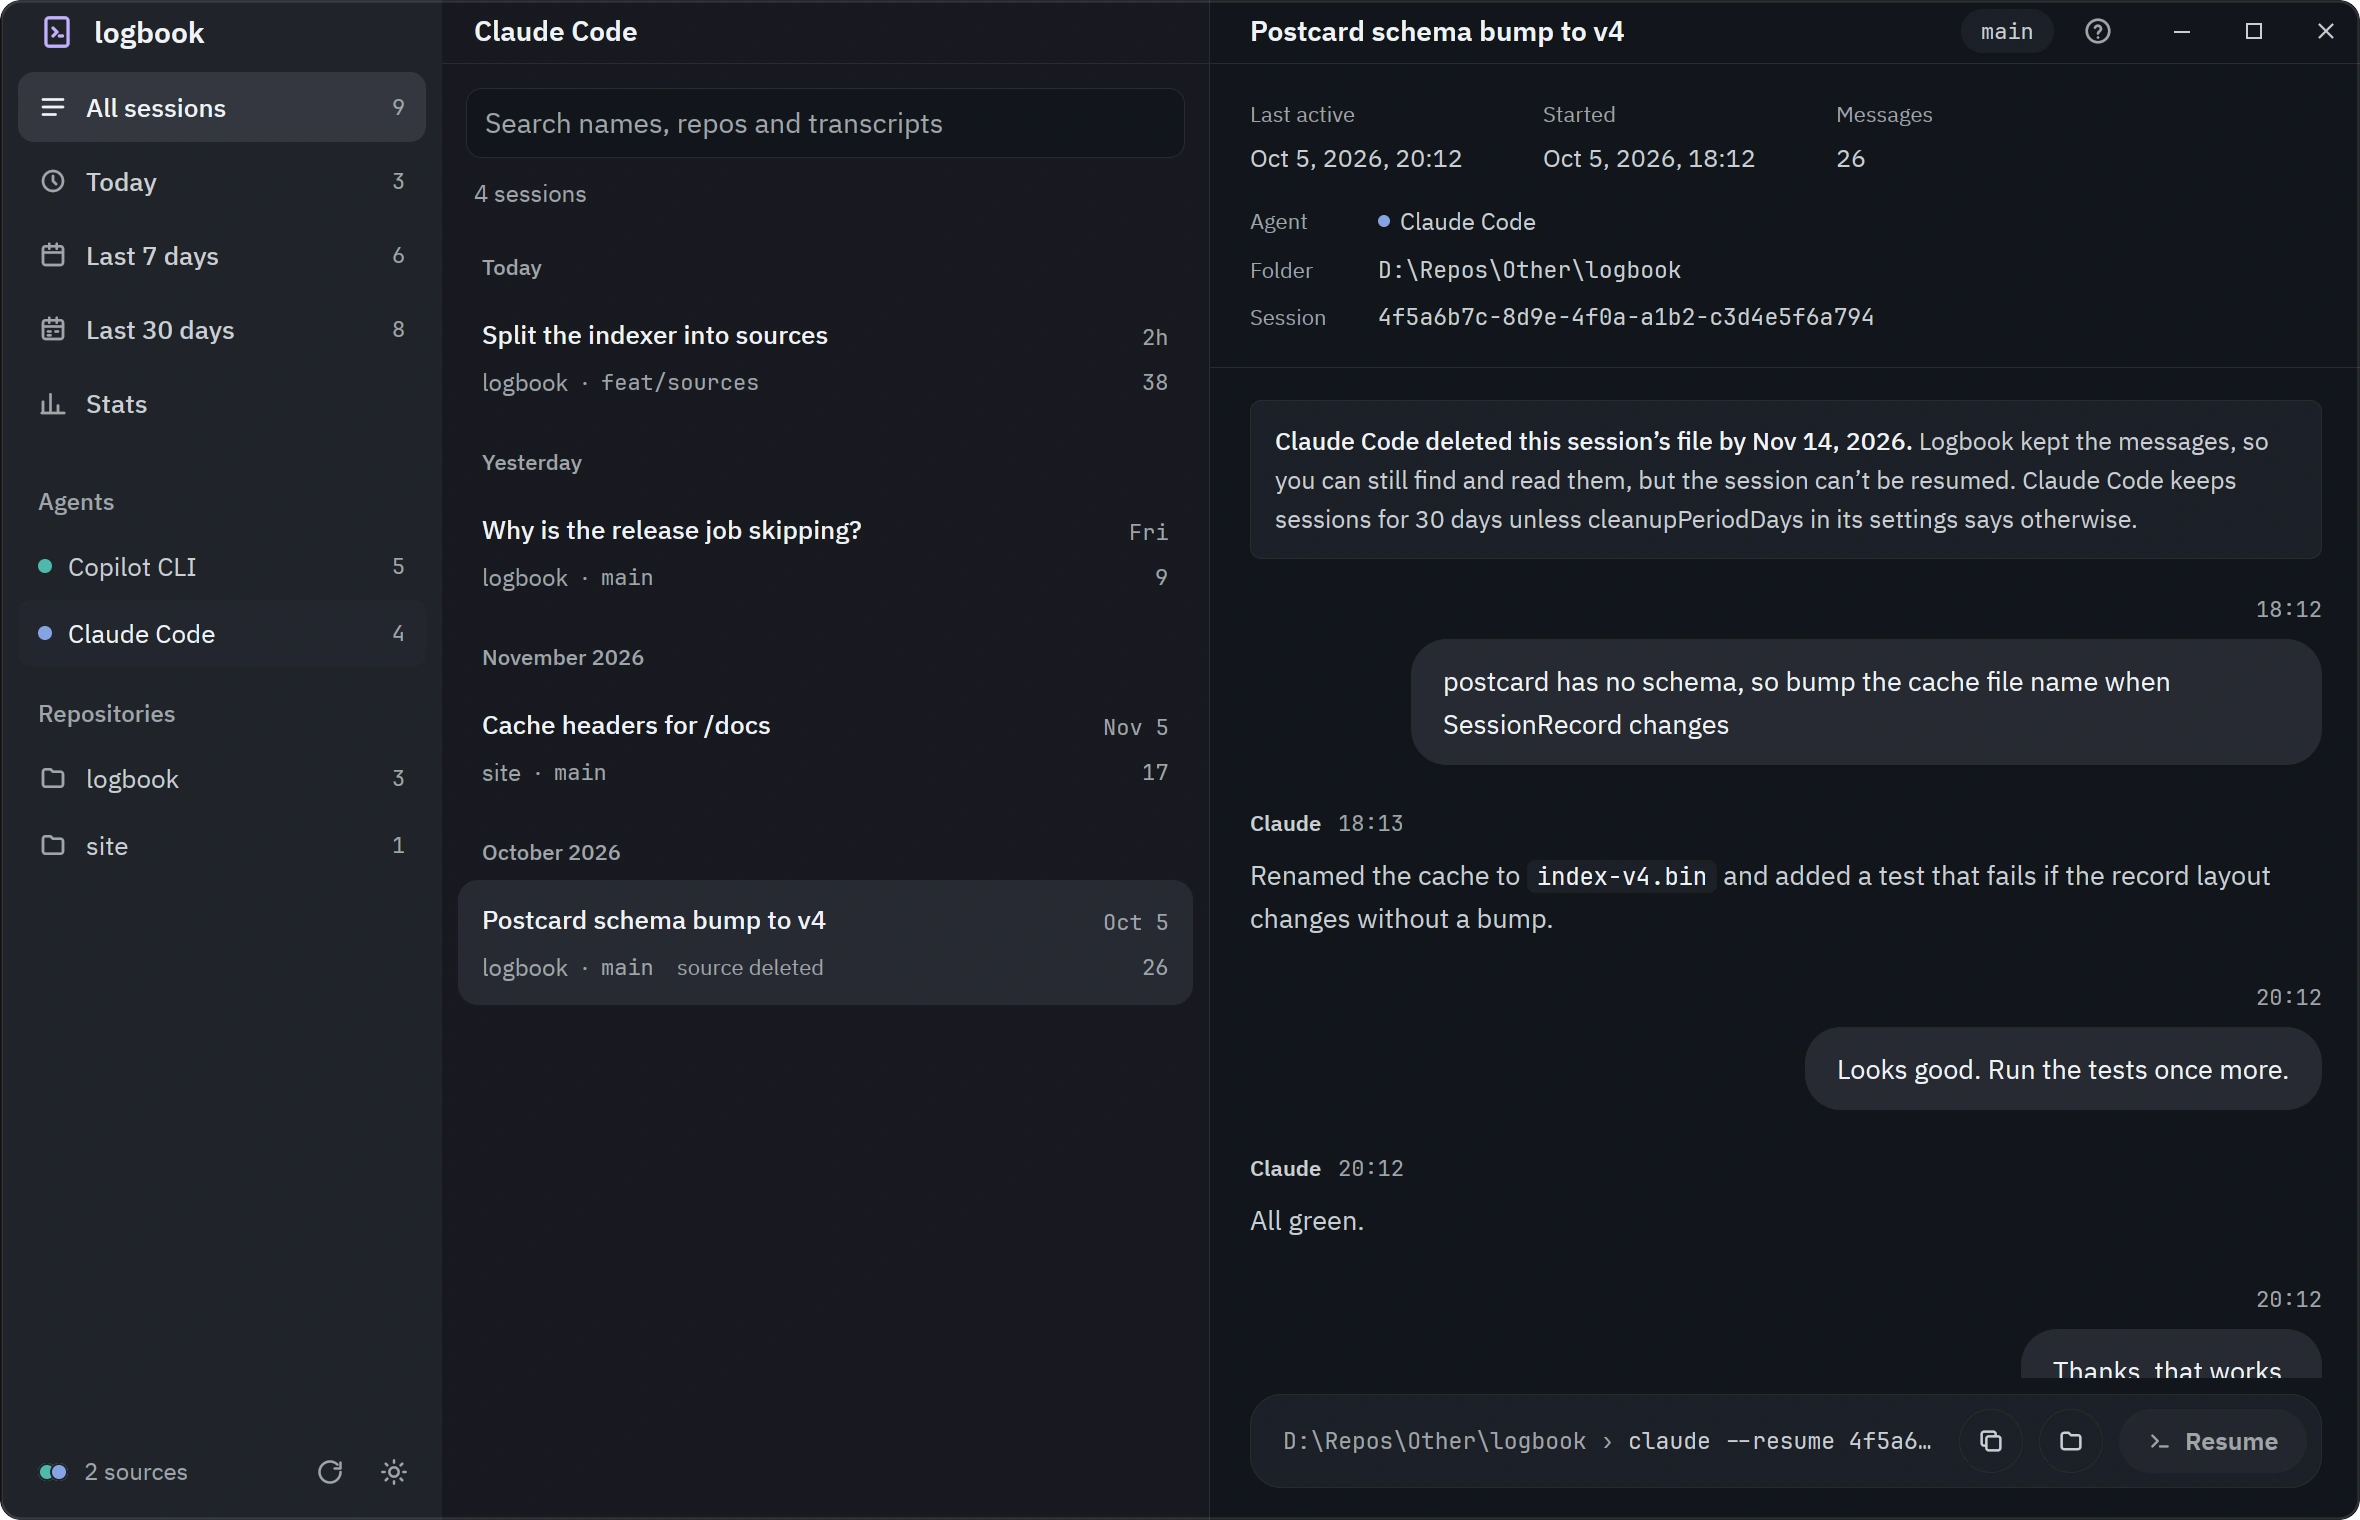 logbook
All sessions 9
Today 3
Last 7 days 6
Last 30 days 8
Stats
Agents
Copilot CLI 5
Claude Code 4
Repositories
logbook 3
site 1
2 sources
Claude Code
Search names, repos and transcripts
4 sessions
Today
Split the indexer into sources 2h
logbook · feat/sources 38
Yesterday
Why is the release job skipping? Fri
logbook · main 9
November 2026
Cache headers for /docs Nov 5
site · main 17
October 2026
Postcard schema bump to v4 Oct 5
logbook · main source deleted 26
Postcard schema bump to v4 main
Last active Started Messages
Oct 5, 2026, 20:12 Oct 5, 2026, 18:12 26
Agent Claude Code
Folder D:\Repos\Other\logbook
Session 4f5a6b7c-8d9e-4f0a-a1b2-c3d4e5f6a794
Claude Code deleted this session’s file by Nov 14, 2026. Logbook kept the messages, so
you can still find and read them, but the session can’t be resumed. Claude Code keeps
sessions for 30 days unless cleanupPeriodDays in its settings says otherwise.
18:12
postcard has no schema, so bump the cache file name when
SessionRecord changes
Claude 18:13
Renamed the cache to index-v4.bin and added a test that fails if the record layout
changes without a bump.
20:12
Looks good. Run the tests once more.
Claude 20:12
All green.
20:12
Thanks, that works
D:\Repos\Other\logbook › claude --resume 4f5a6… Resume